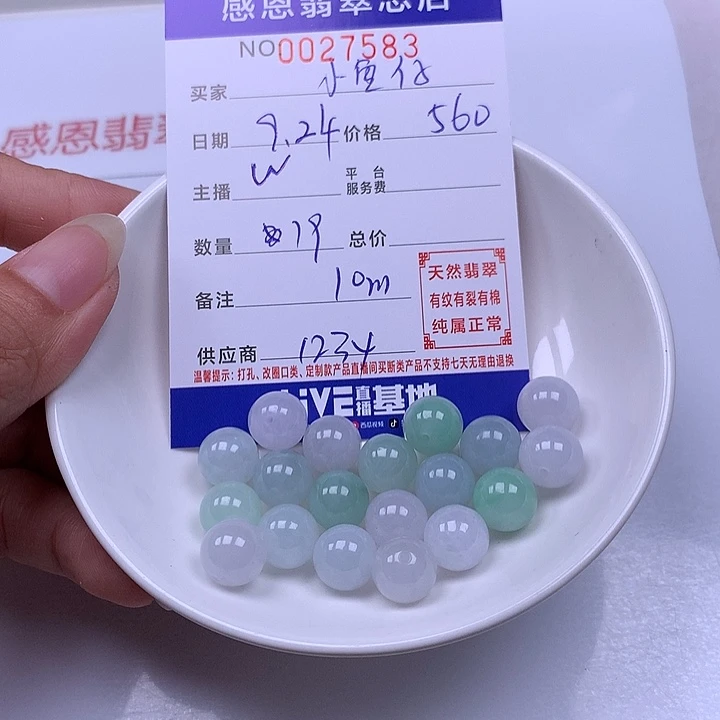 感恩翡翠总店
NO0027583
买家 小鱼仔
日期 9.24 价格 560
主播 W 平台服务费
数量 19 总价
备注 10m
供应商 1234
天然翡翠
有纹有裂有棉
纯属正常
温馨提示：打孔、改圈口类、定制款产品直播间买断类产品不支持七天无理由退换
LIVE直播基地
西瓜视频
感恩翡翠